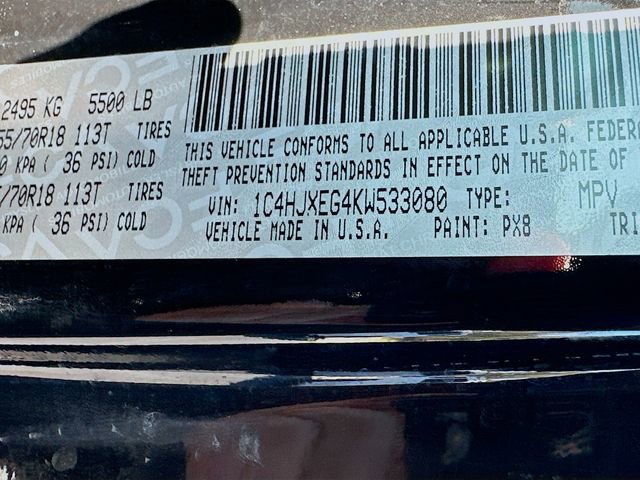 2495 KG 5500 LB
55/70R18 113T TIRES
KPA ( 36 PSI) COLD
/70R18 113T TIRES
KPA ( 36 PSI) COLD
THIS VEHICLE CONFORMS TO ALL APPLICABLE U.S.A. FEDER
THEFT PREVENTION STANDARDS IN EFFECT ON THE DATE OF
VIN: 1C4HJXEG4KW533080 TYPE: MPV
VEHICLE MADE IN U.S.A. PAINT: PX8 TRI